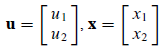 u = [ u₁ u₂ ], x = [ x₁ x₂ ]